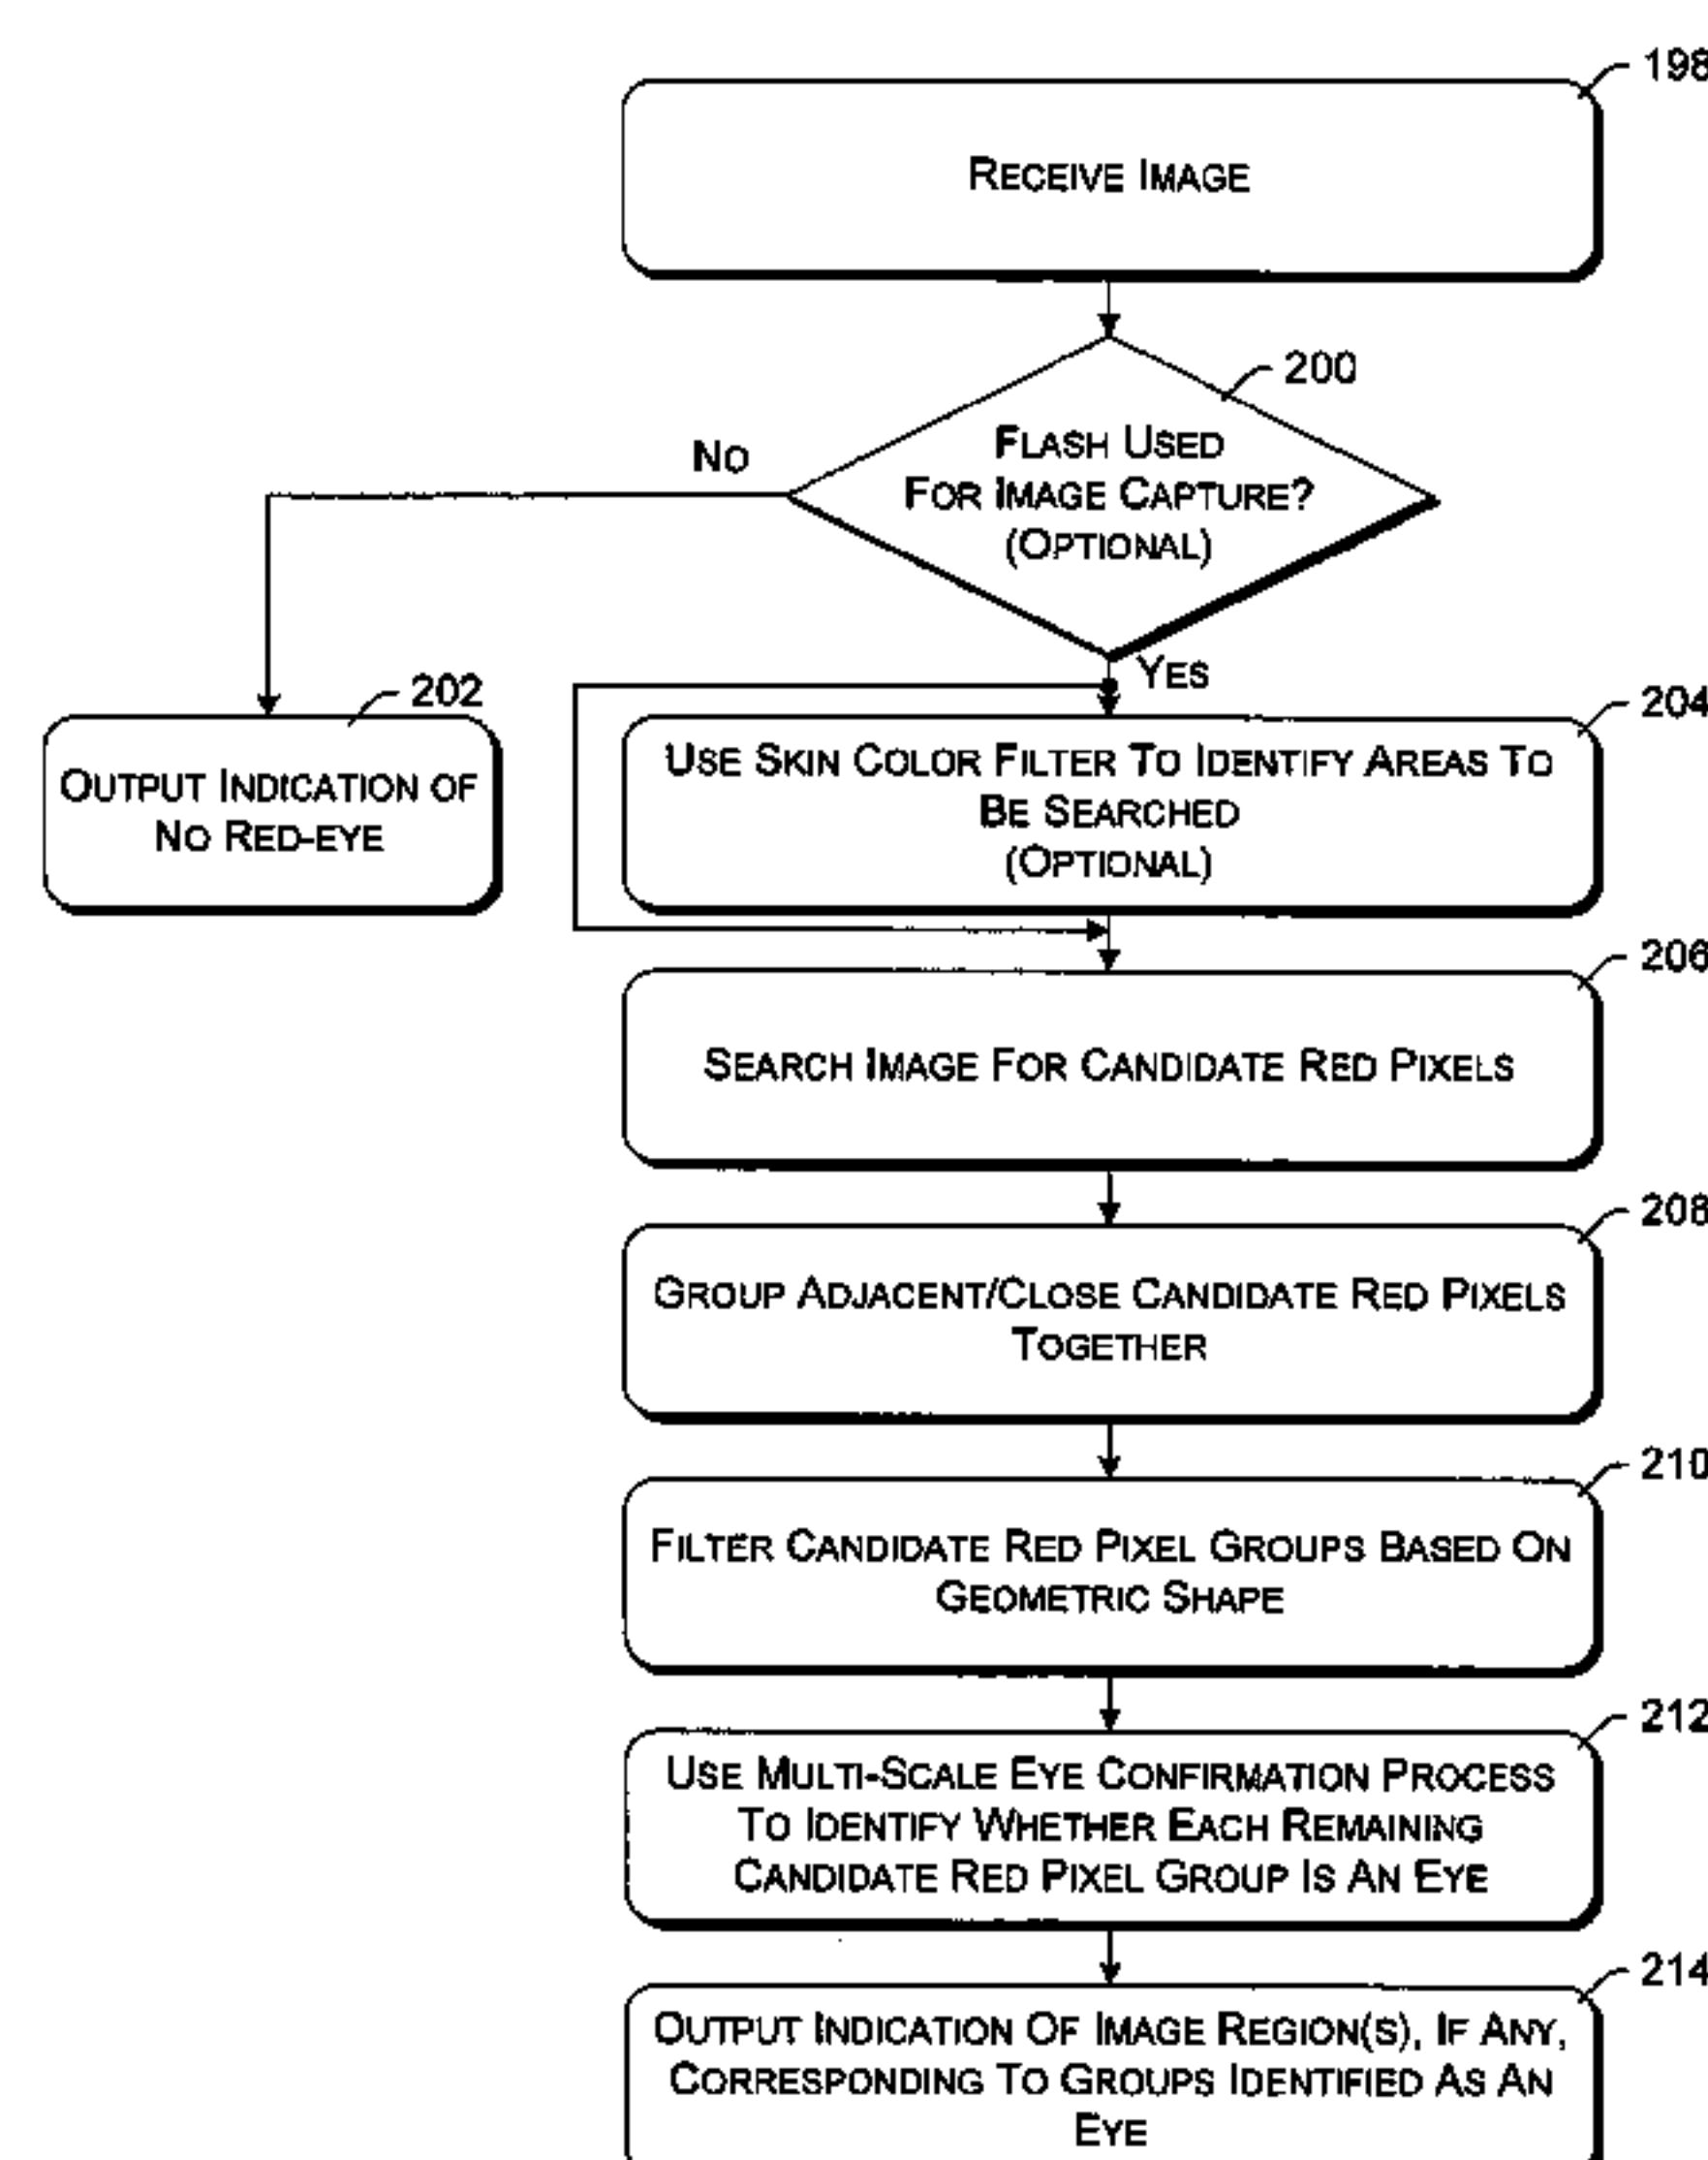 198
RECEIVE IMAGE
200
FLASH USED
FOR IMAGE CAPTURE?
(OPTIONAL)
NO
YES
202
OUTPUT INDICATION OF
NO RED-EYE
204
USE SKIN COLOR FILTER TO IDENTIFY AREAS TO
BE SEARCHED
(OPTIONAL)
206
SEARCH IMAGE FOR CANDIDATE RED PIXELS
208
GROUP ADJACENT/CLOSE CANDIDATE RED PIXELS
TOGETHER
210
FILTER CANDIDATE RED PIXEL GROUPS BASED ON
GEOMETRIC SHAPE
212
USE MULTI-SCALE EYE CONFIRMATION PROCESS
TO IDENTIFY WHETHER EACH REMAINING
CANDIDATE RED PIXEL GROUP IS AN EYE
214
OUTPUT INDICATION OF IMAGE REGION(S), IF ANY,
CORRESPONDING TO GROUPS IDENTIFIED AS AN
EYE